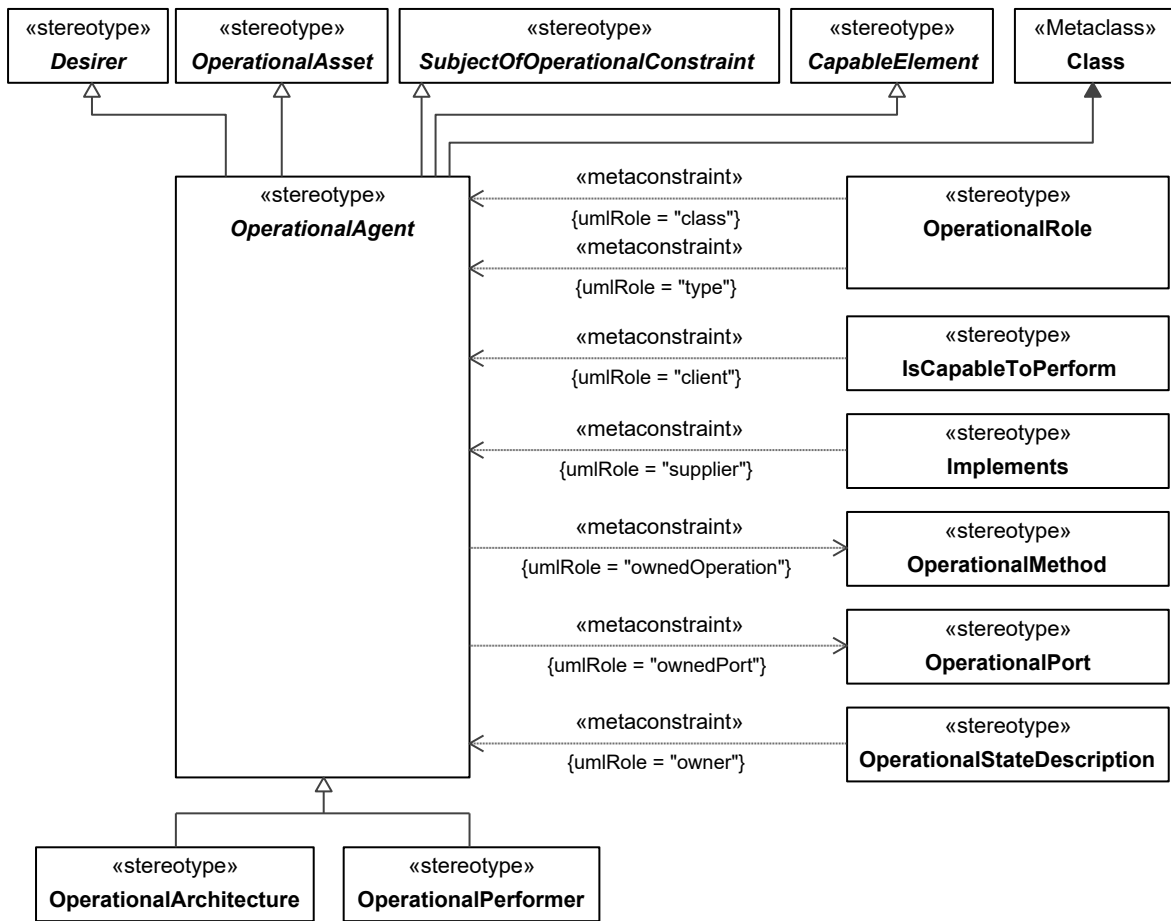 «stereotype»
Desirer
«stereotype»
OperationalAsset
«stereotype»
SubjectOfOperationalConstraint
«stereotype»
CapableElement
«Metaclass»
Class
«stereotype»
OperationalAgent
«metaconstraint»
{umlRole = "class"}
«metaconstraint»
{umlRole = "type"}
«stereotype»
OperationalRole
«metaconstraint»
{umlRole = "client"}
«stereotype»
IsCapableToPerform
«metaconstraint»
{umlRole = "supplier"}
«stereotype»
Implements
«metaconstraint»
{umlRole = "ownedOperation"}
«stereotype»
OperationalMethod
«metaconstraint»
{umlRole = "ownedPort"}
«stereotype»
OperationalPort
«metaconstraint»
{umlRole = "owner"}
«stereotype»
OperationalStateDescription
«stereotype»
OperationalArchitecture
«stereotype»
OperationalPerformer